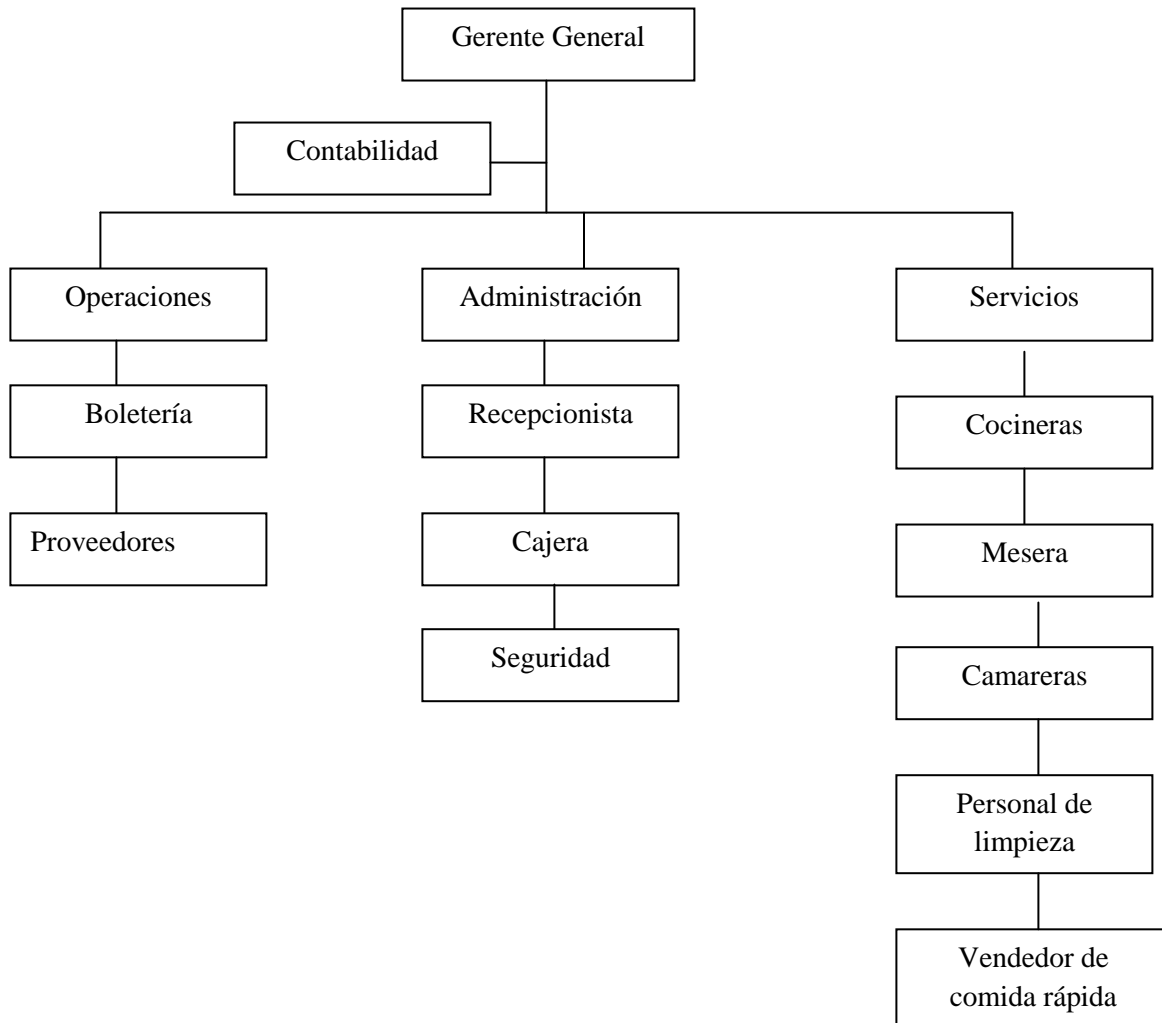 Gerente General
Contabilidad
Operaciones
Administración
Servicios
Boletería
Recepcionista
Cocineras
Proveedores
Cajera
Mesera
Seguridad
Camareras
Personal de
limpieza
Vendedor de
comida rápida